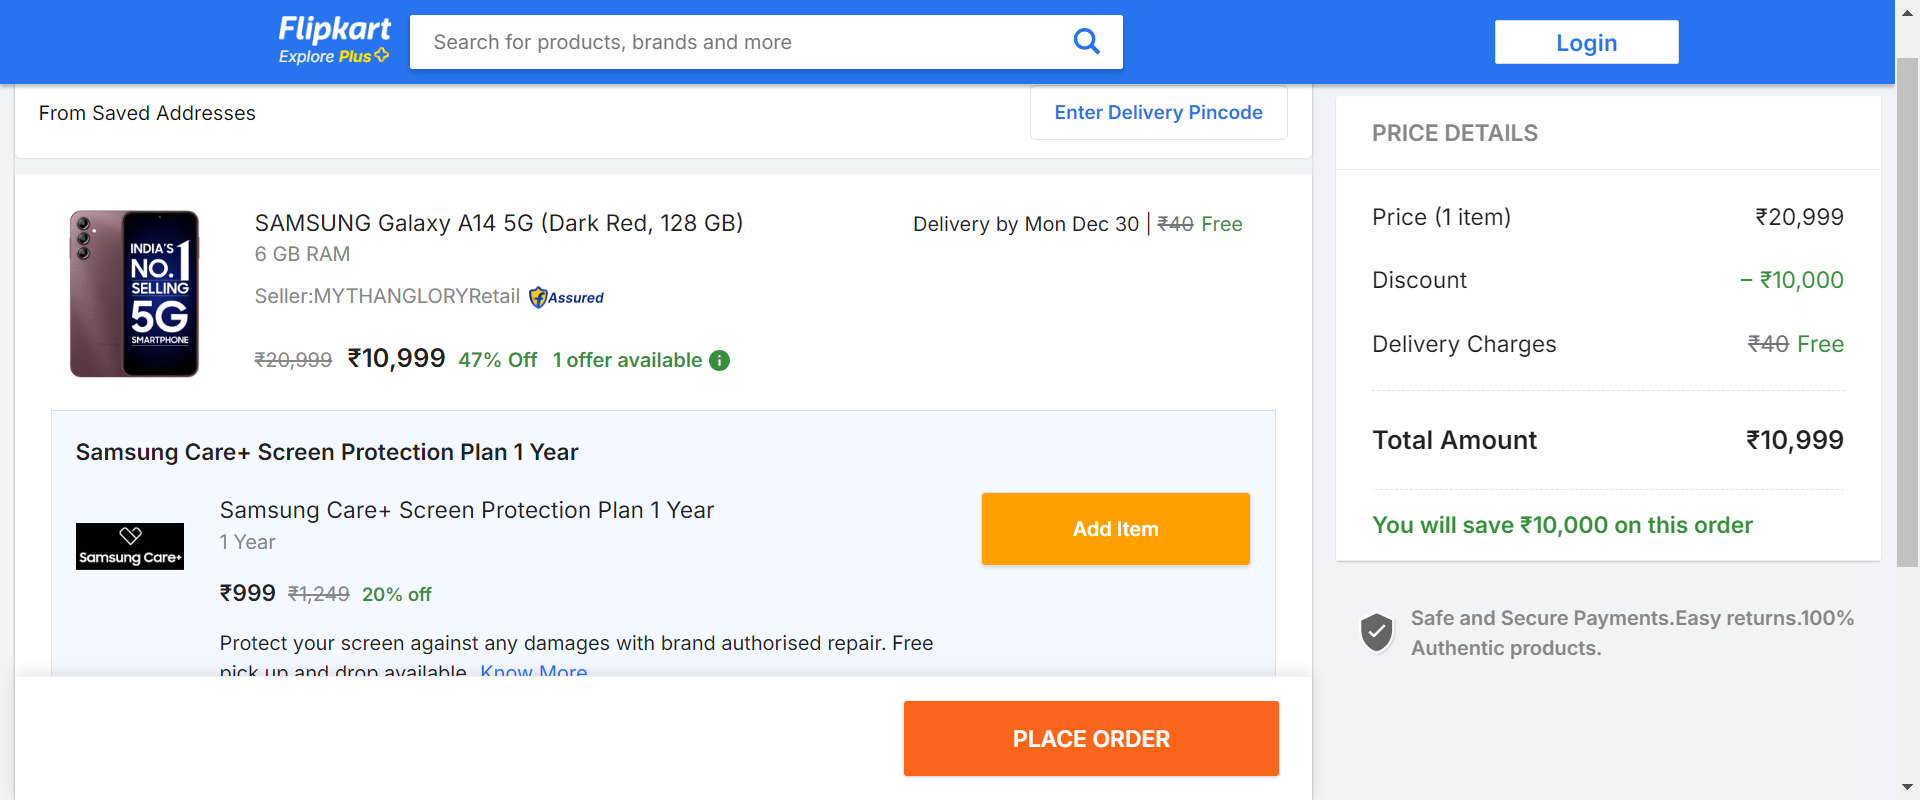 Flipkart
Explore Plus
Search for products, brands and more
Login
From Saved Addresses
Enter Delivery Pincode
INDIA'S
NO.1
SELLING
5G
SMARTPHONE
SAMSUNG Galaxy A14 5G (Dark Red, 128 GB)
6 GB RAM
Seller:MYTHANGLORYRetail f Assured
₹20,999 ₹10,999 47% Off 1 offer available i
Delivery by Mon Dec 30 | ₹40 Free
Samsung Care+ Screen Protection Plan 1 Year
Samsung Care+
Samsung Care+ Screen Protection Plan 1 Year
1 Year
₹999 ₹1,249 20% off
Protect your screen against any damages with brand authorised repair. Free
pick up and drop available. Know More
Add Item
PLACE ORDER
PRICE DETAILS
Price (1 item) ₹20,999
Discount − ₹10,000
Delivery Charges ₹40 Free
Total Amount ₹10,999
You will save ₹10,000 on this order
Safe and Secure Payments.Easy returns.100%
Authentic products.